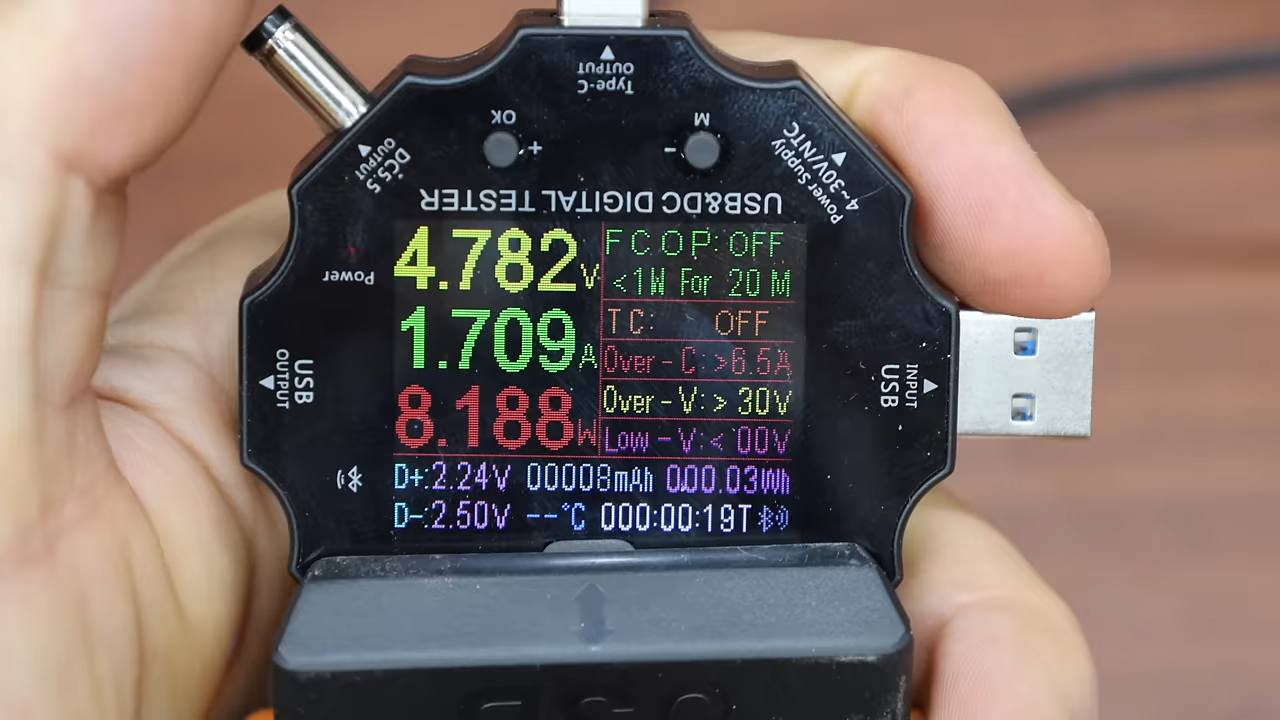 Type-C
OUTPUT
OK
+
-
M
DC5.5
OUTPUT
Power Supply
4~30V/NTC
USB&DC DIGITAL TESTER
Power
USB
OUTPUT
INPUT
USB
4.782V
1.709A
8.188W
FCOP: OFF
<1W For 20 M
TC: OFF
Over-C: >6.5A
Over-V: > 30V
Low-V: < 00V
D+:2.24V 00008mAh 000.03Wh
D-:2.50V --°C 000:00:19T